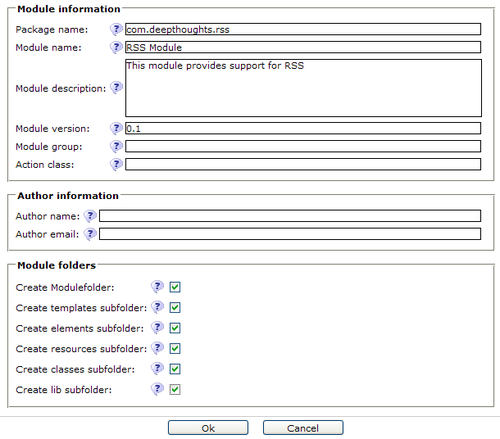 Module information
Package name: ? com.deepthoughts.rss
Module name: ? RSS Module
Module description: ? This module provides support for RSS
Module version: ? 0.1
Module group: ?
Action class: ?
Author information
Author name: ?
Author email: ?
Module folders
Create Modulefolder: ?
Create templates subfolder: ?
Create elements subfolder: ?
Create resources subfolder: ?
Create classes subfolder: ?
Create lib subfolder: ?
Ok Cancel